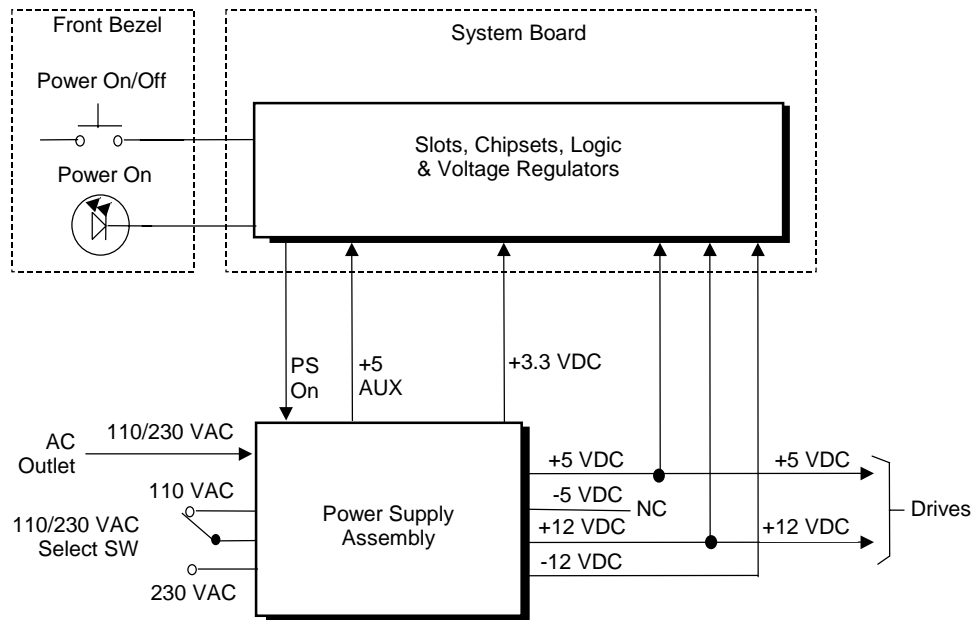 Front Bezel
System Board
Power On/Off
Slots, Chipsets, Logic
& Voltage Regulators
Power On
PS
On
+5
AUX
+3.3 VDC
AC
Outlet
110/230 VAC
110 VAC
110/230 VAC
Select SW
230 VAC
Power Supply
Assembly
+5 VDC
+5 VDC
-5 VDC
NC
+12 VDC
+12 VDC
-12 VDC
Drives